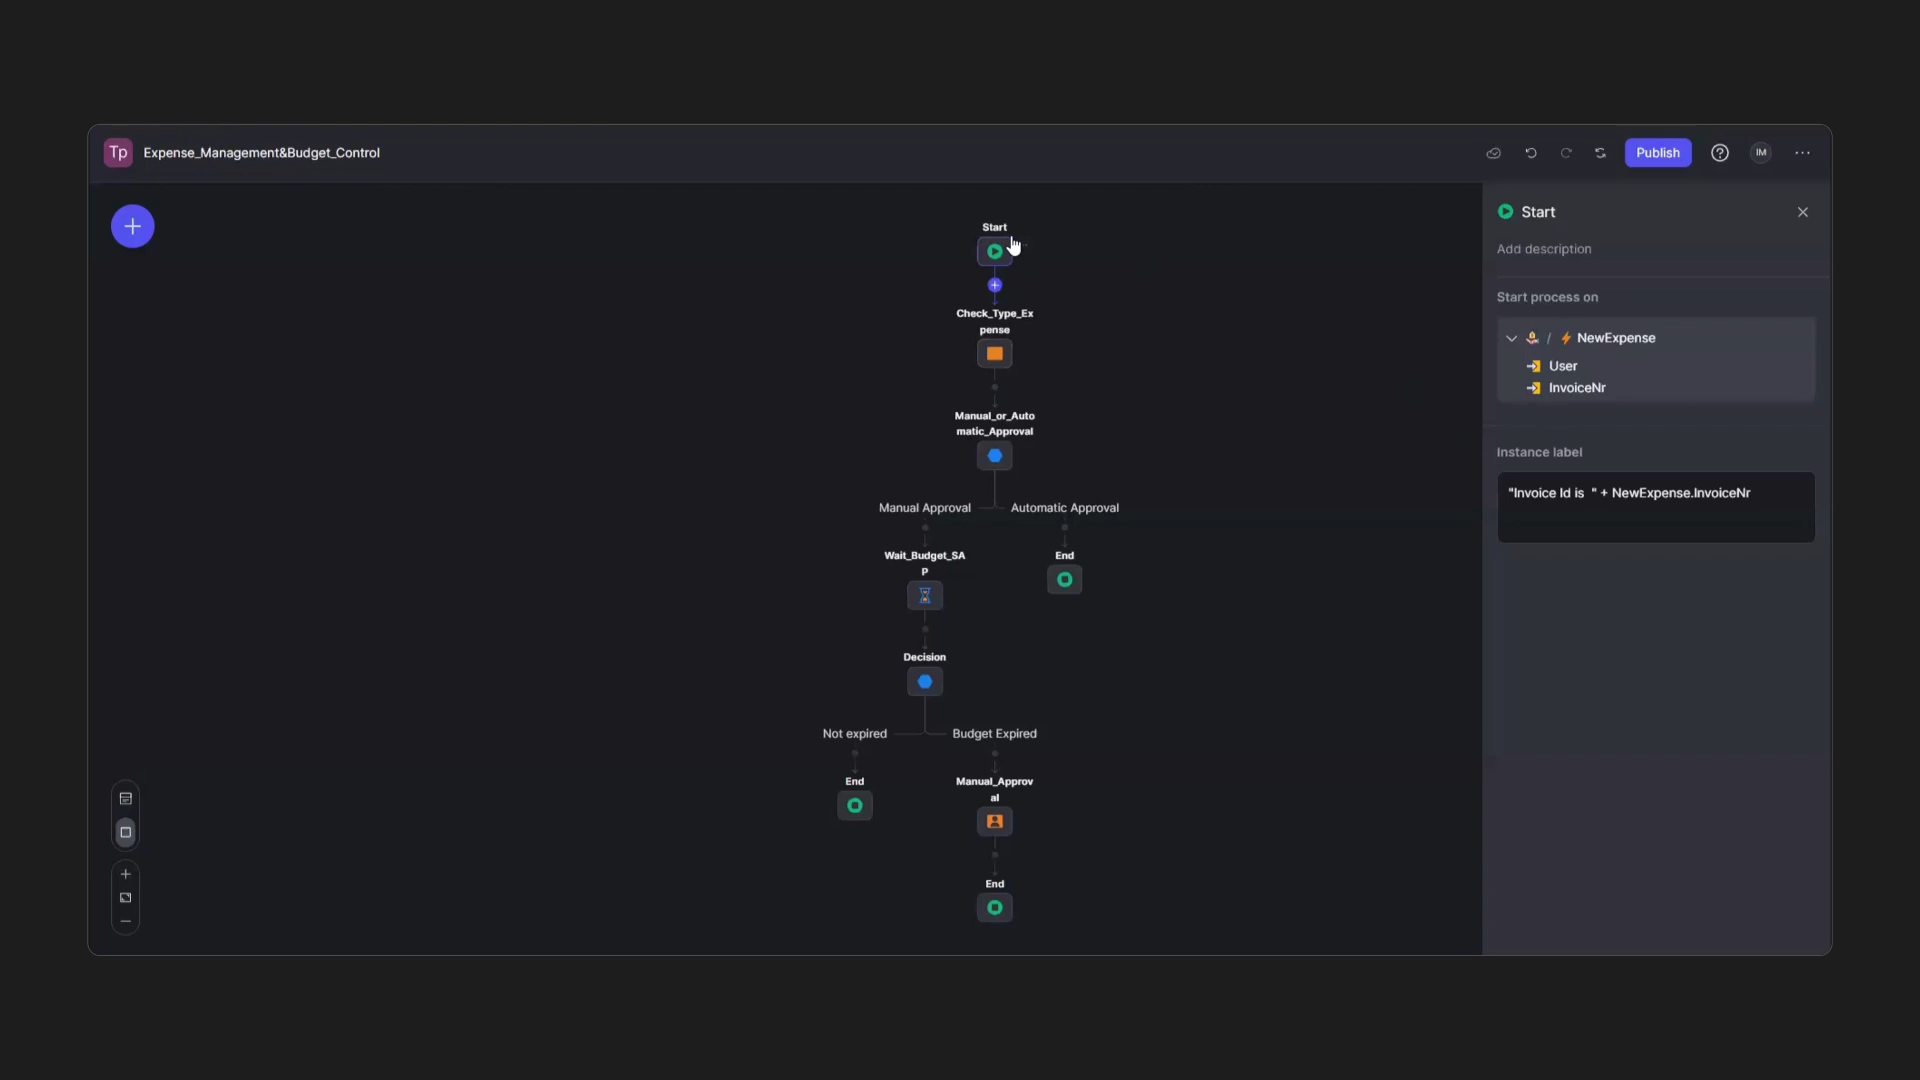 Tp Expense_Management&Budget_Control
Publish
IM
Start
Check_Type_Ex
pense
Manual_or_Auto
matic_Approval
Manual Approval
Automatic Approval
Wait_Budget_SA
P
End
Decision
Not expired
Budget Expired
End
Manual_Approv
al
End
Start
Add description
Start process on
/ NewExpense
User
InvoiceNr
Instance label
"Invoice Id is " + NewExpense.InvoiceNr